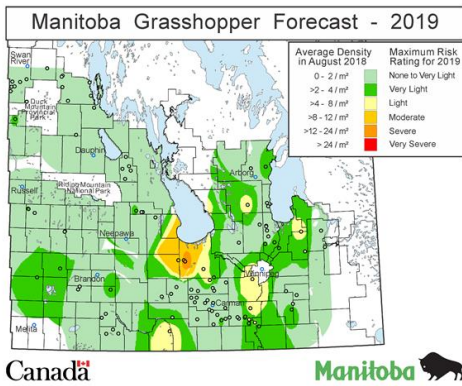 Manitoba Grasshopper Forecast - 2019
Average Density
in August 2018
Maximum Risk
Rating for 2019
0 - 2 / m² None to Very Light
>2 - 4 / m² Very Light
>4 - 8 / m² Light
>8 - 12 / m² Moderate
>12 - 24 / m² Severe
> 24 / m² Very Severe
Swan
River
Duck
Mountain
Provincial
Park
Dauphin
Arborg
Russell
Riding Mountain
National Park
Neepawa
Brandon
Winnipeg
Carman
Melita
Canada
Manitoba